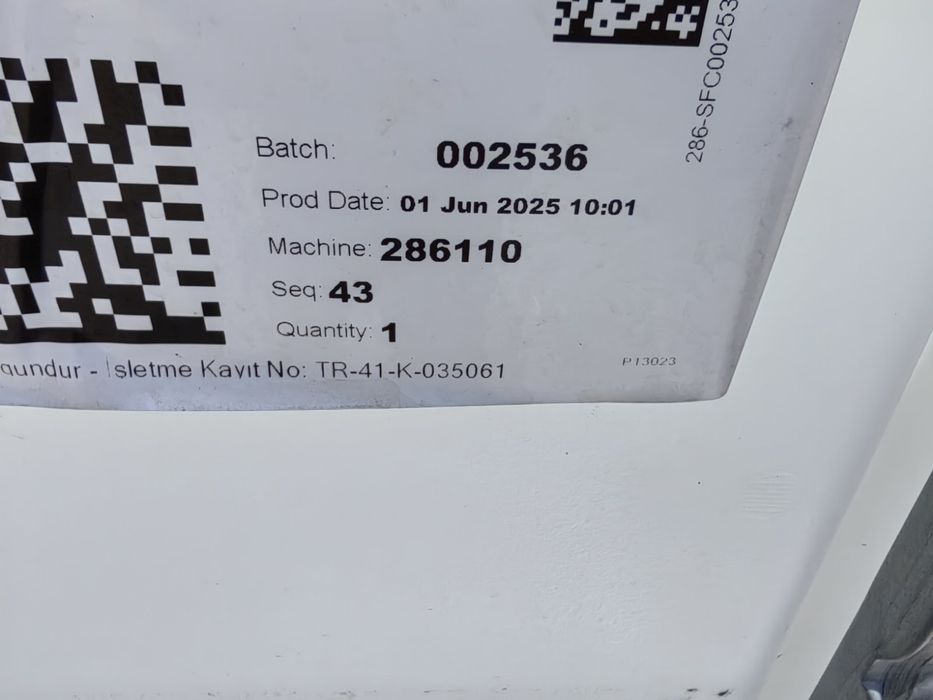 286-SFC00253
Batch: 002536
Prod Date: 01 Jun 2025 10:01
Machine: 286110
Seq: 43
Quantity: 1
- İşletme Kayıt No: TR-41-K-035061
P13023